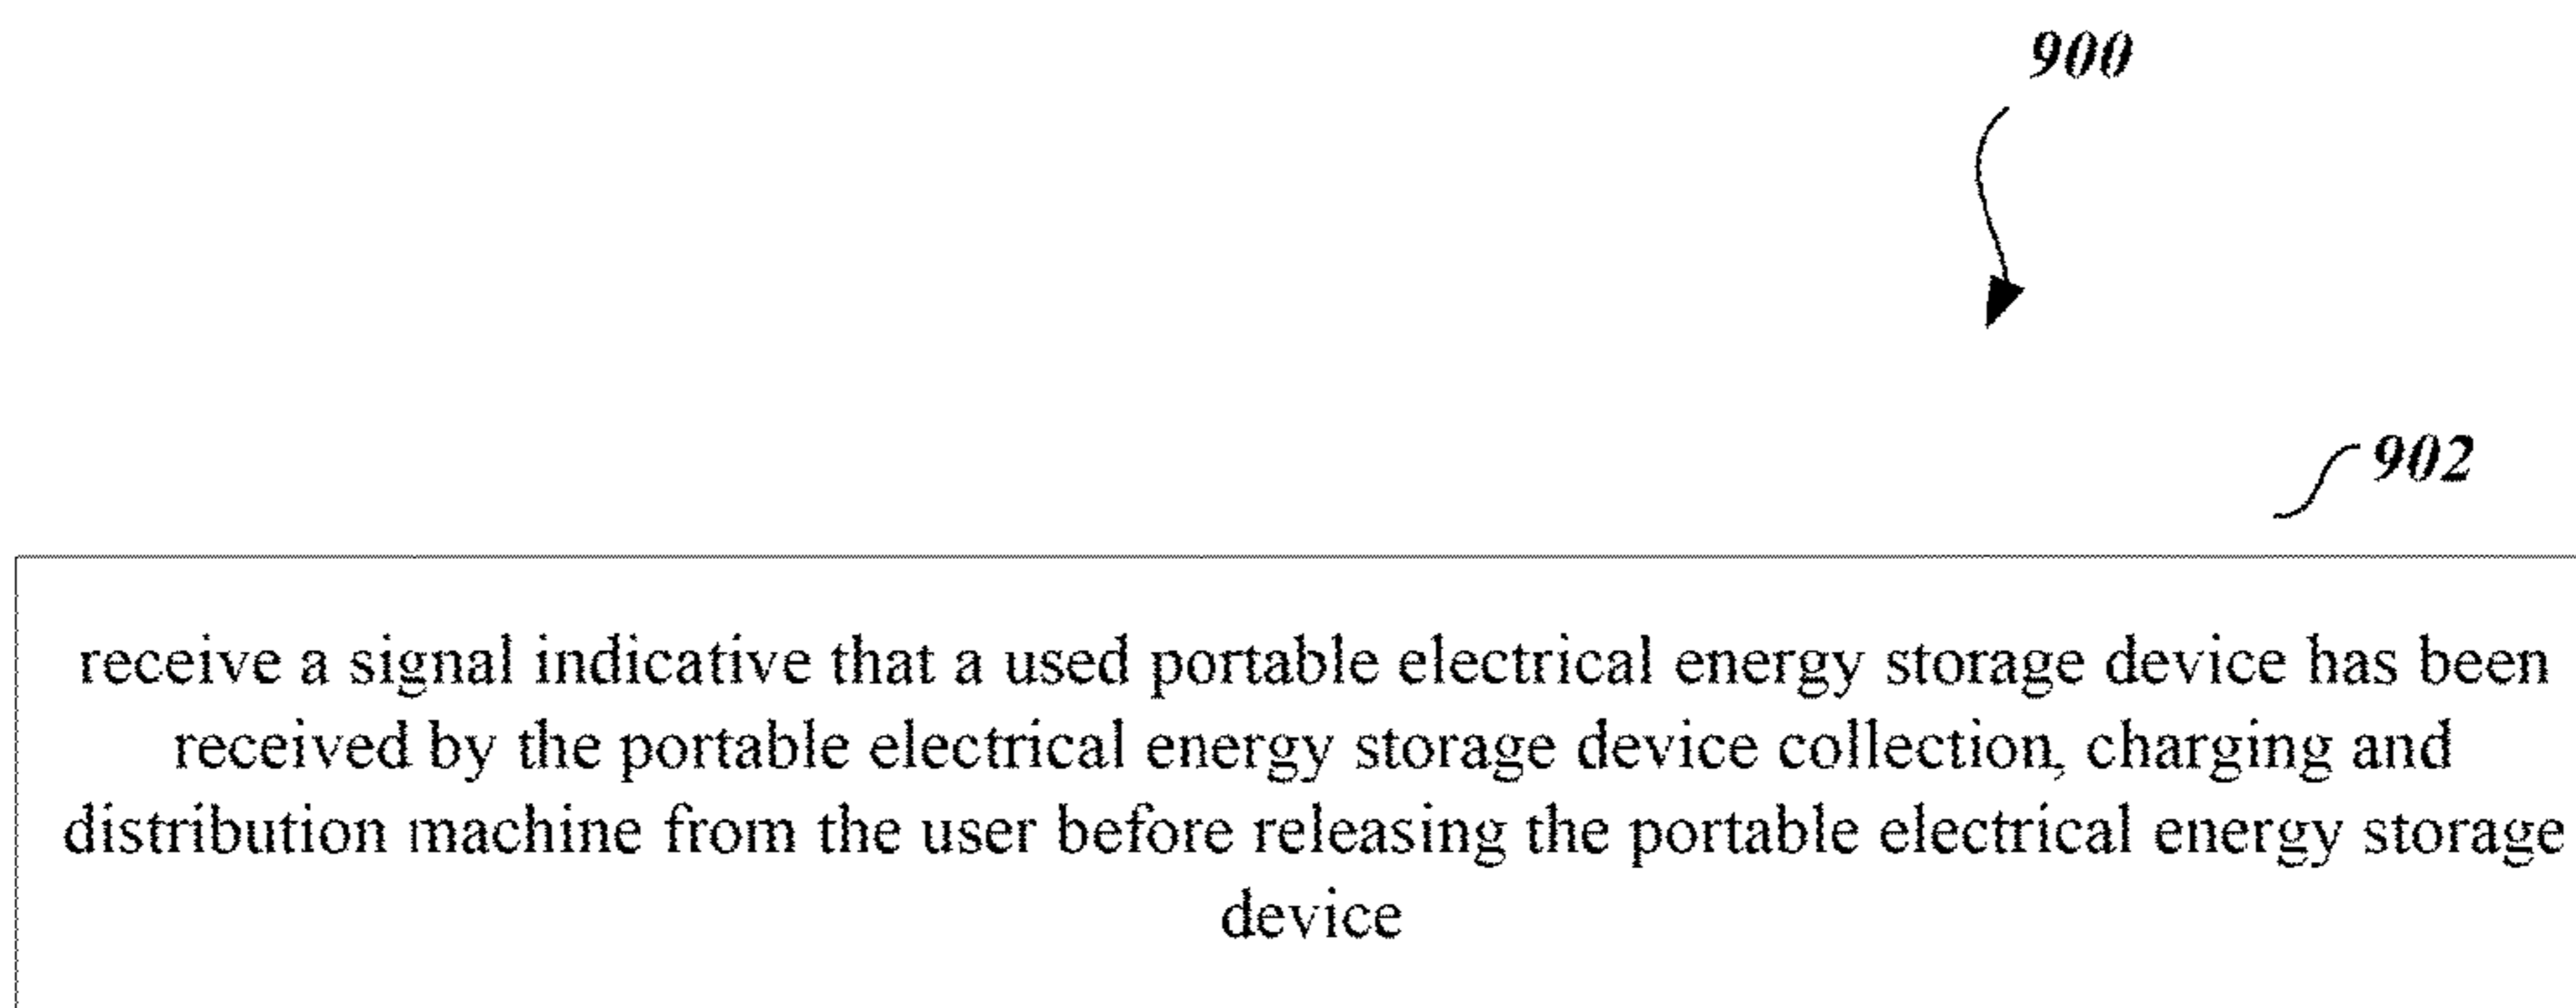 900
902
receive a signal indicative that a used portable electrical energy storage device has been
received by the portable electrical energy storage device collection, charging and
distribution machine from the user before releasing the portable electrical energy storage
device